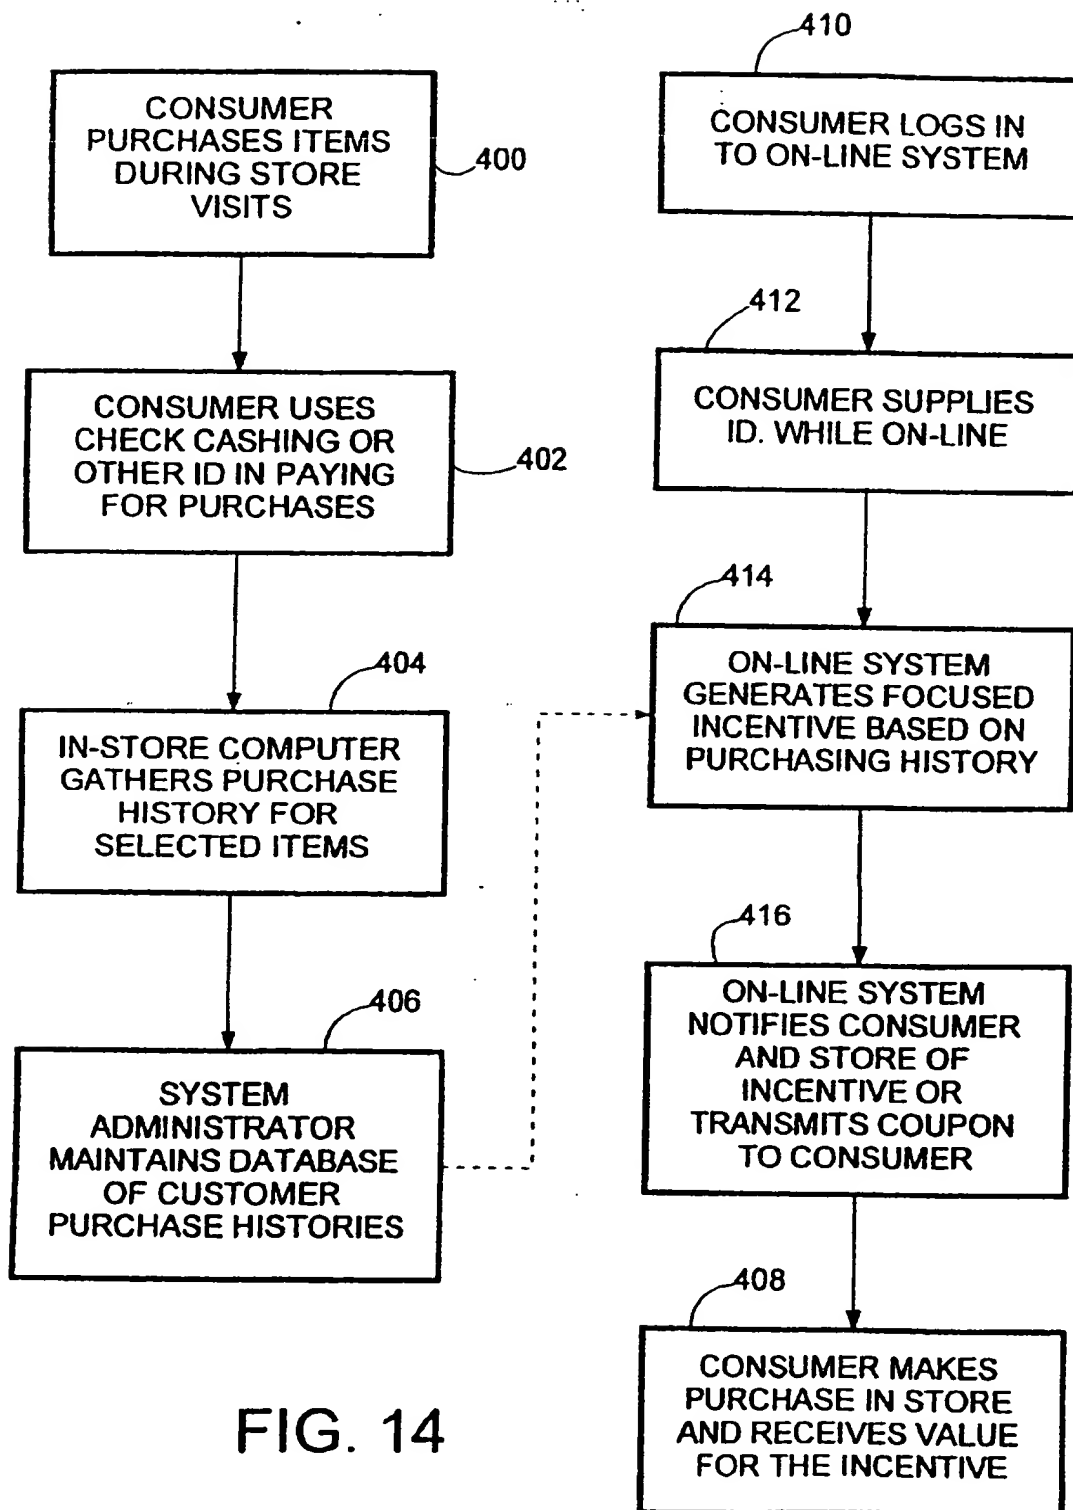 CONSUMER
PURCHASES ITEMS
DURING STORE
VISITS
400
CONSUMER USES
CHECK CASHING OR
OTHER ID IN PAYING
FOR PURCHASES
402
404
IN-STORE COMPUTER
GATHERS PURCHASE
HISTORY FOR
SELECTED ITEMS
406
SYSTEM
ADMINISTRATOR
MAINTAINS DATABASE
OF CUSTOMER
PURCHASE HISTORIES
410
CONSUMER LOGS IN
TO ON-LINE SYSTEM
412
CONSUMER SUPPLIES
ID. WHILE ON-LINE
414
ON-LINE SYSTEM
GENERATES FOCUSED
INCENTIVE BASED ON
PURCHASING HISTORY
416
ON-LINE SYSTEM
NOTIFIES CONSUMER
AND STORE OF
INCENTIVE OR
TRANSMITS COUPON
TO CONSUMER
408
CONSUMER MAKES
PURCHASE IN STORE
AND RECEIVES VALUE
FOR THE INCENTIVE
FIG. 14